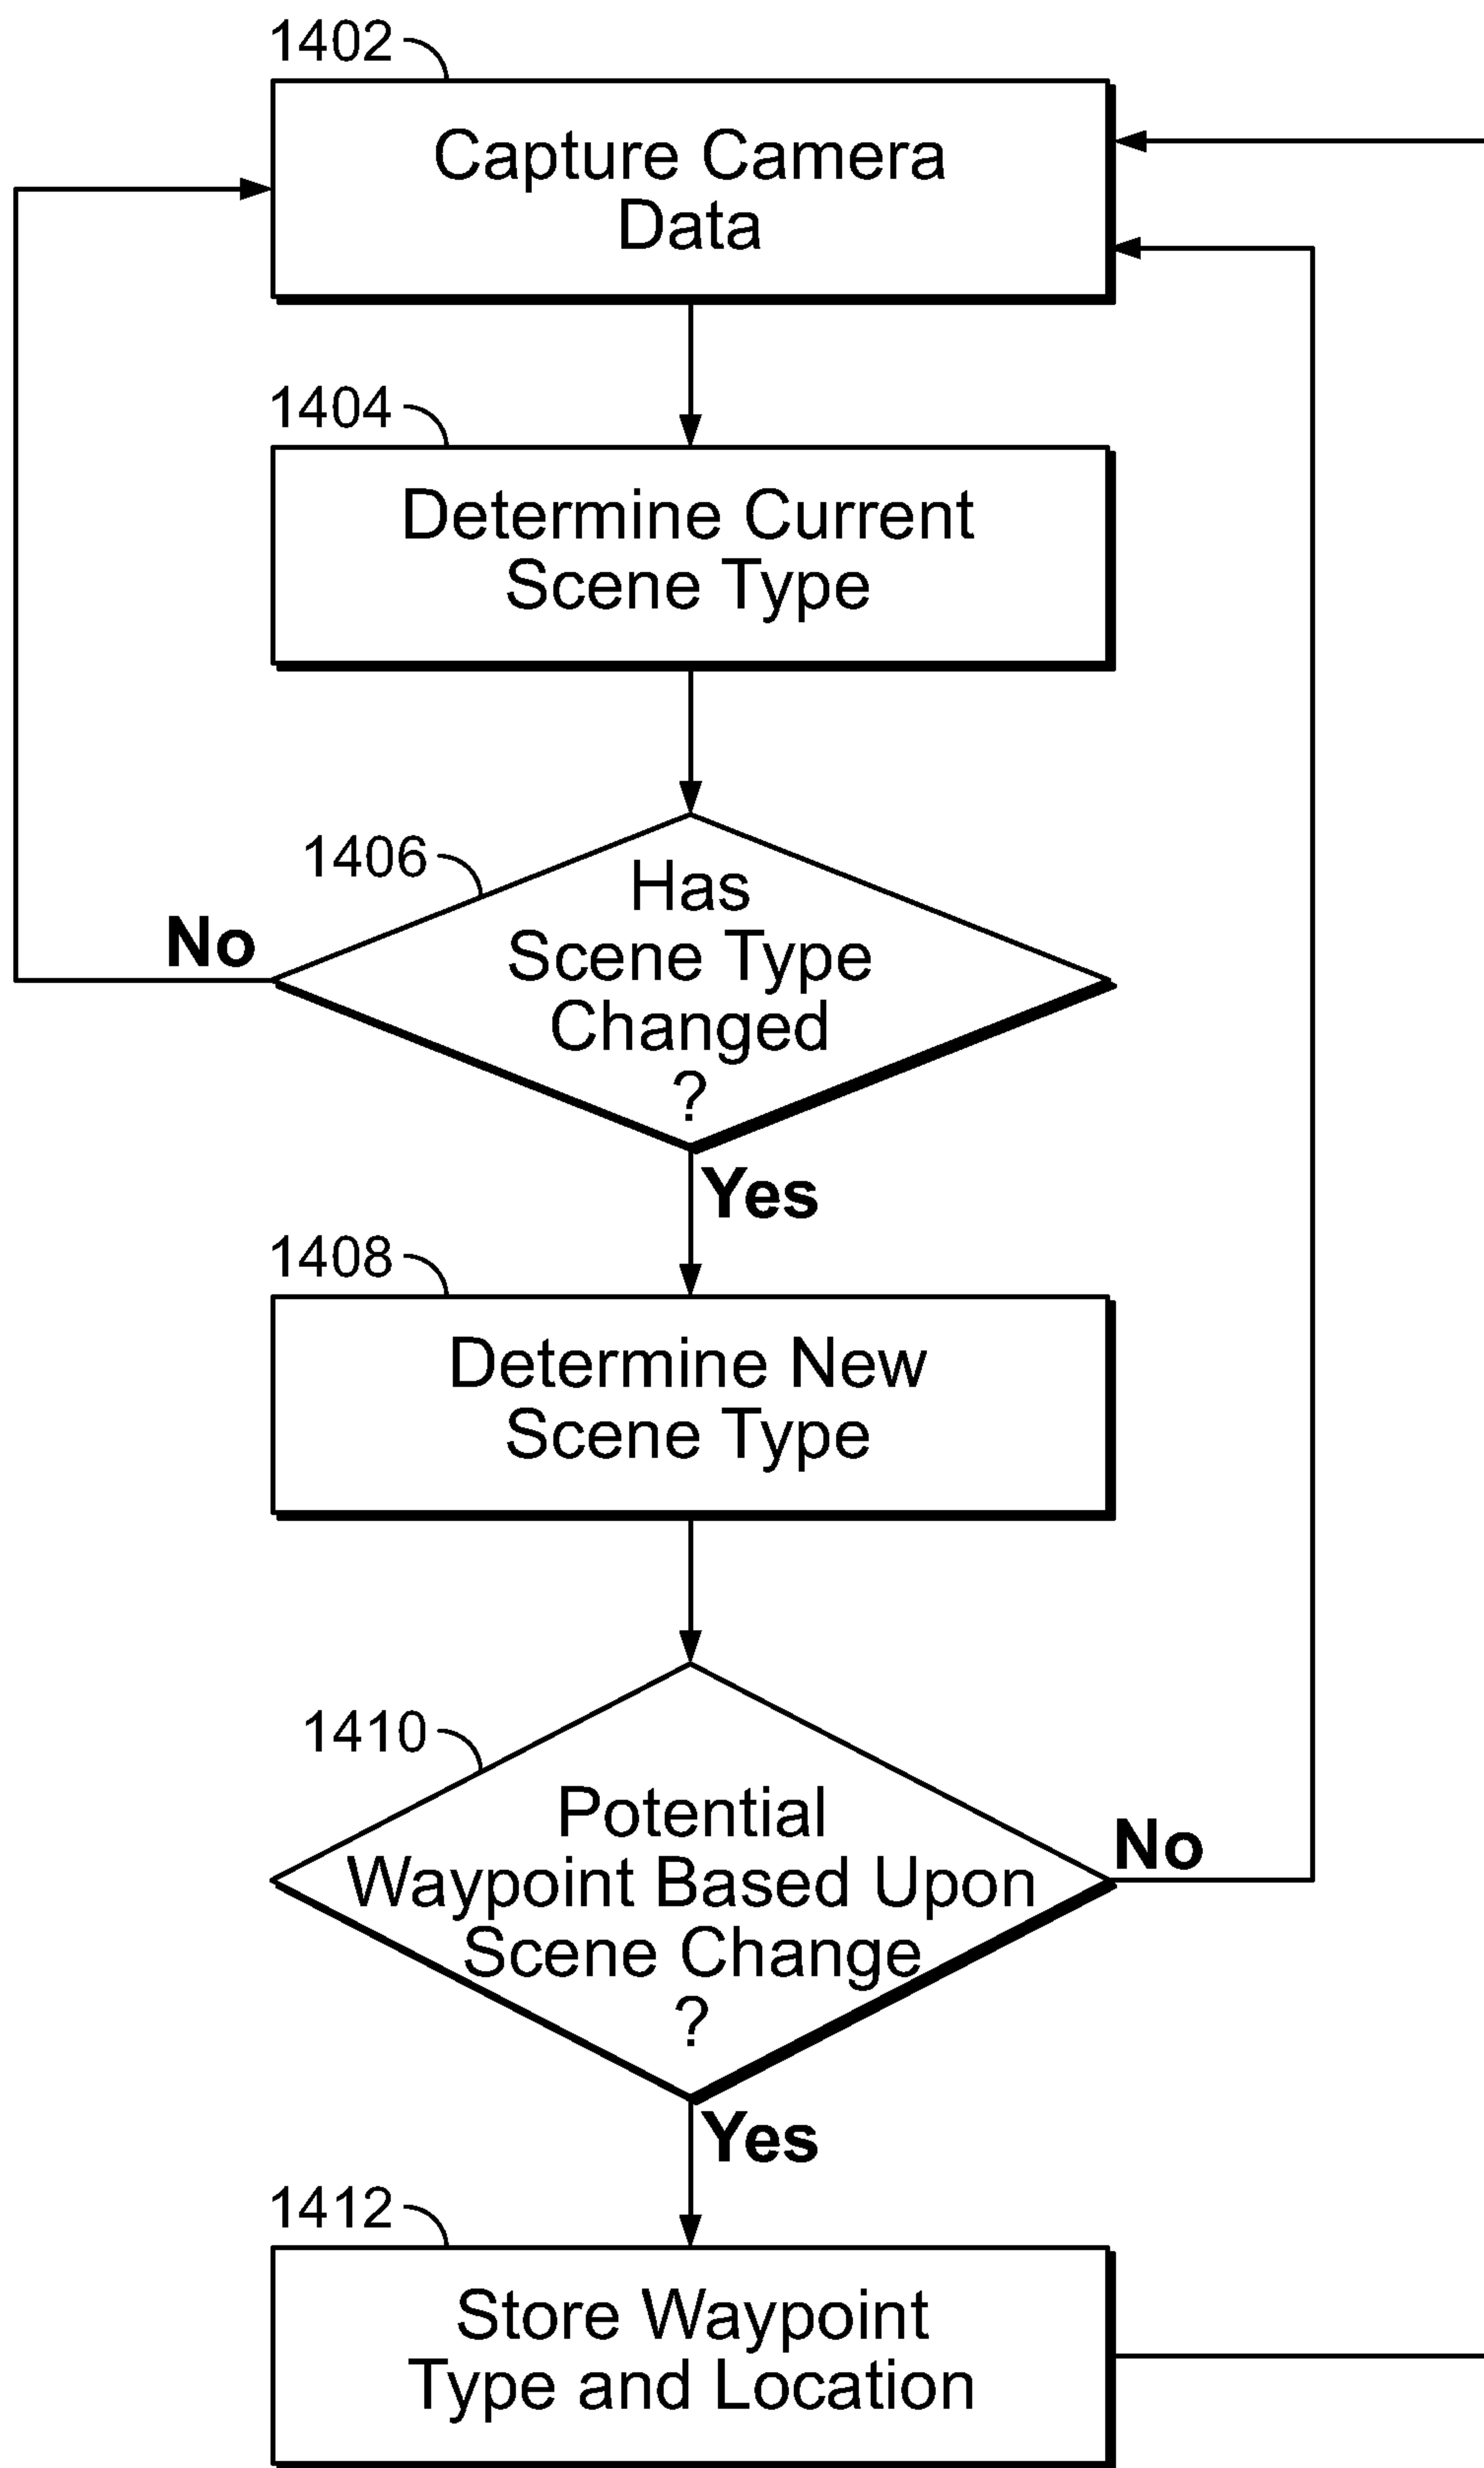 1402
Capture Camera
Data
1404
Determine Current
Scene Type
1406
Has
Scene Type
Changed
?
No
Yes
1408
Determine New
Scene Type
1410
Potential
Waypoint Based Upon
Scene Change
?
No
Yes
1412
Store Waypoint
Type and Location